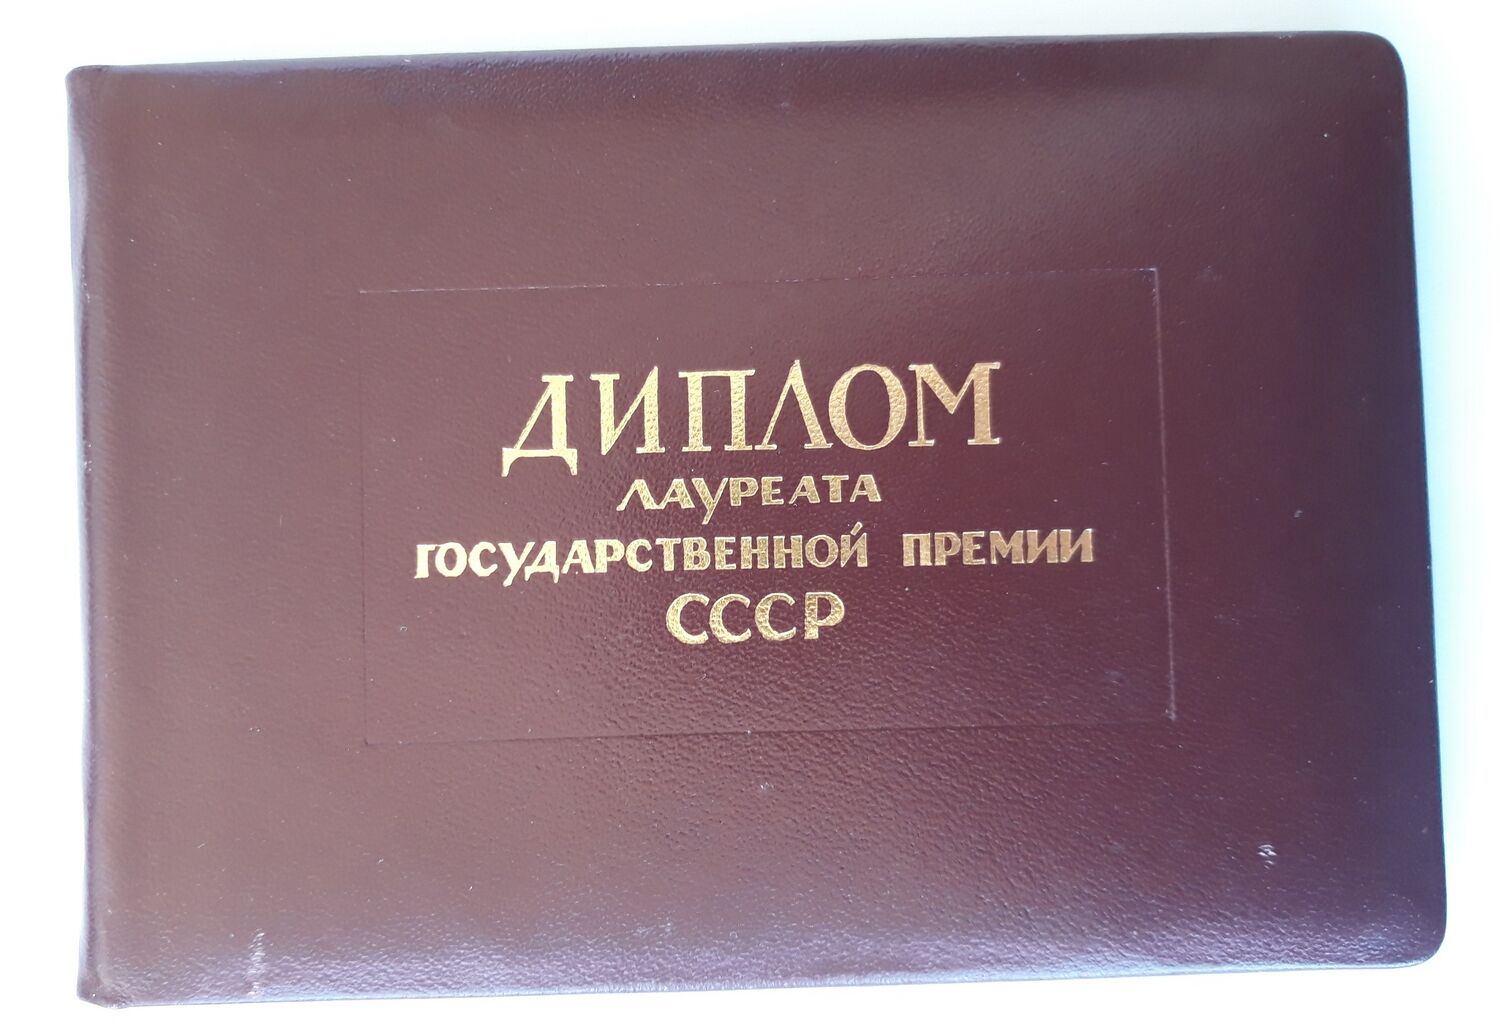 ДИПЛОМ
ЛАУРЕАТА
ГОСУДАРСТВЕННОЙ ПРЕМИИ
СССР